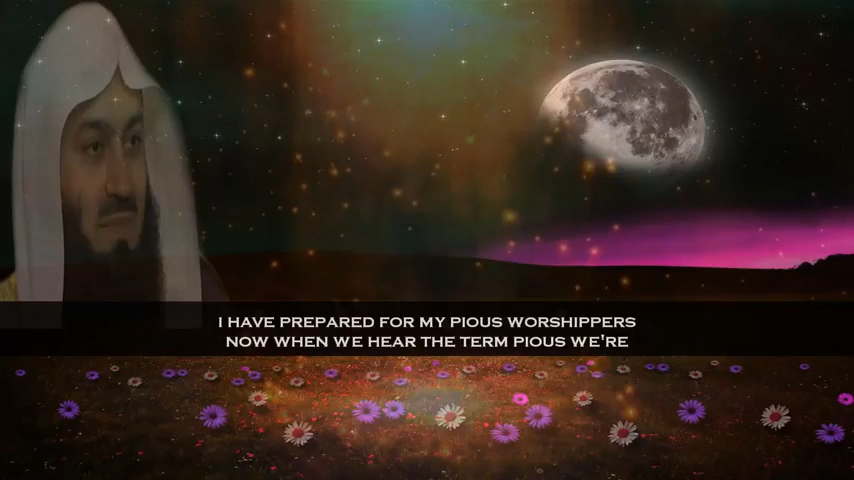 I HAVE PREPARED FOR MY PIOUS WORSHIPPERS
NOW WHEN WE HEAR THE TERM PIOUS WE'RE